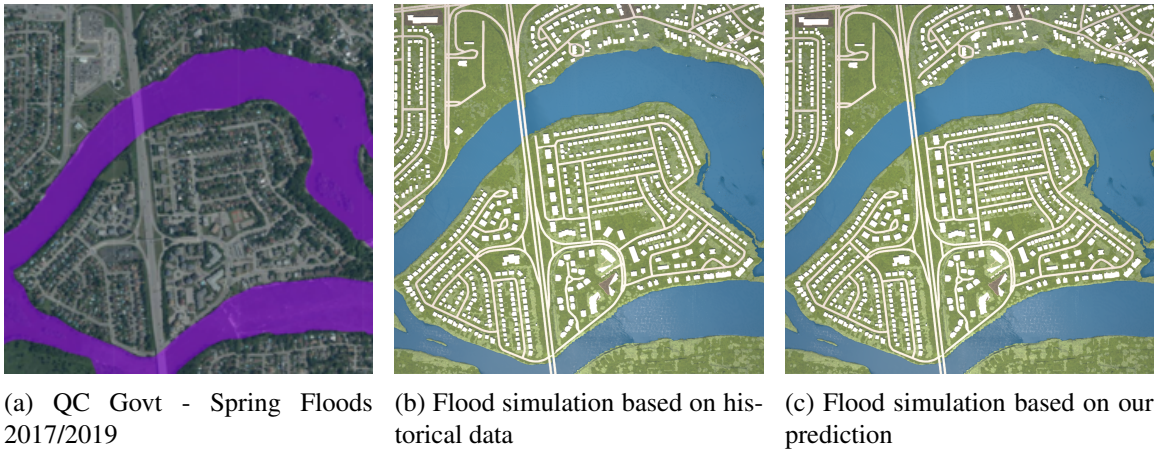 (a) QC Govt - Spring Floods
2017/2019
(b) Flood simulation based on his-
torical data
(c) Flood simulation based on our
prediction